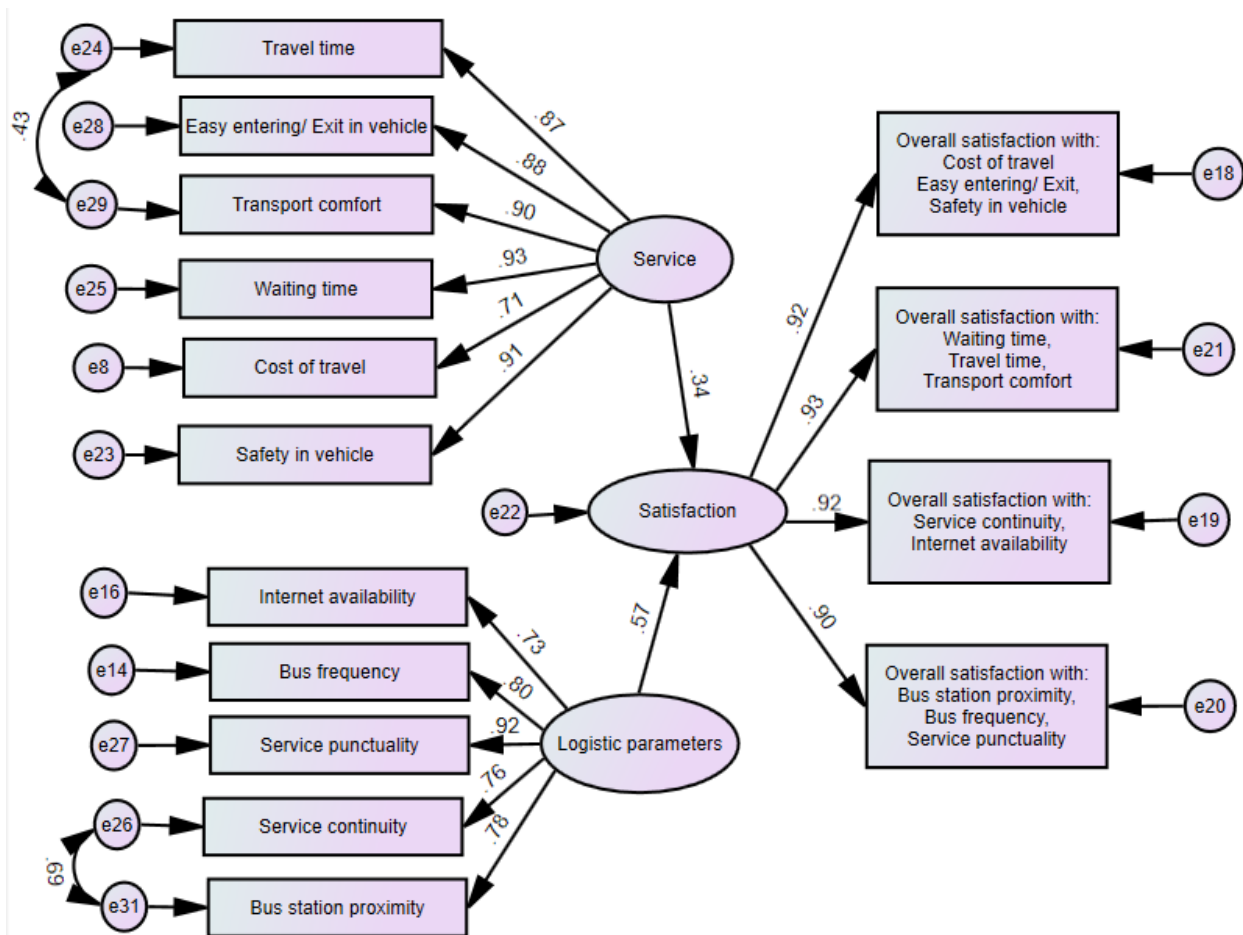 e24
Travel time
.87
.43
e28
Easy entering/ Exit in vehicle
.88
e29
Transport comfort
.90
e25
Waiting time
.93
e8
Cost of travel
.71
e23
Safety in vehicle
.91
Service
.34
Overall satisfaction with:
Cost of travel
Easy entering/ Exit,
Safety in vehicle
e18
.92
Overall satisfaction with:
Waiting time,
Travel time,
Transport comfort
e21
.93
e22
Satisfaction
.92
Overall satisfaction with:
Service continuity,
Internet availability
e19
.90
Overall satisfaction with:
Bus station proximity,
Bus frequency,
Service punctuality
e20
.57
e16
Internet availability
.73
e14
Bus frequency
.80
e27
Service punctuality
.92
Logistic parameters
e26
Service continuity
.76
.69
e31
Bus station proximity
.78